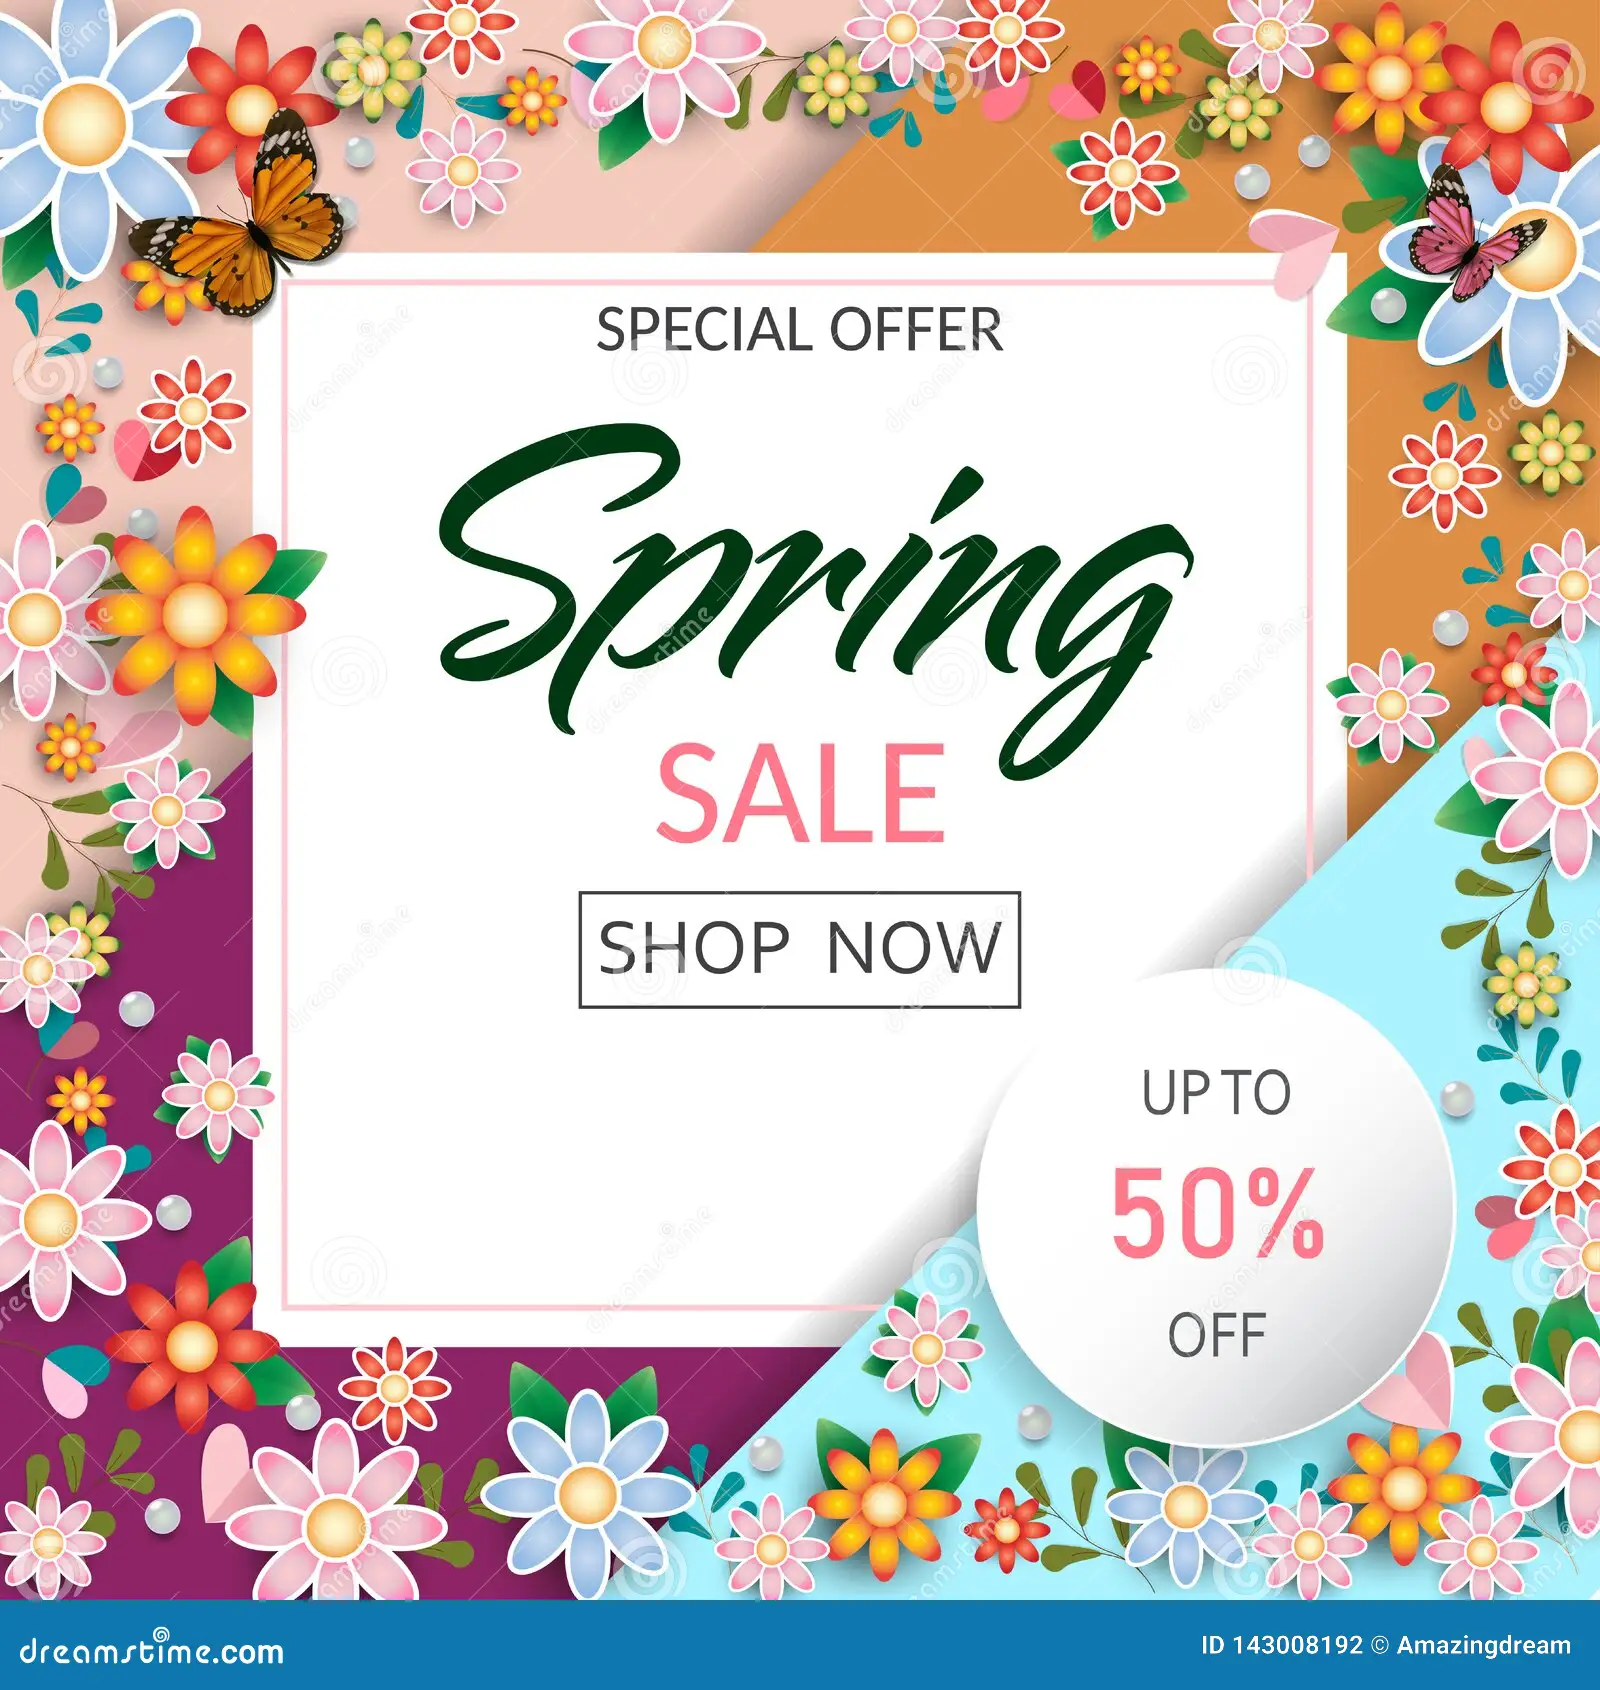 SPECIAL OFFER
Spring
SALE
SHOP NOW
UP TO
50%
OFF
dreamstime.com
ID 143008192 © Amazingdream